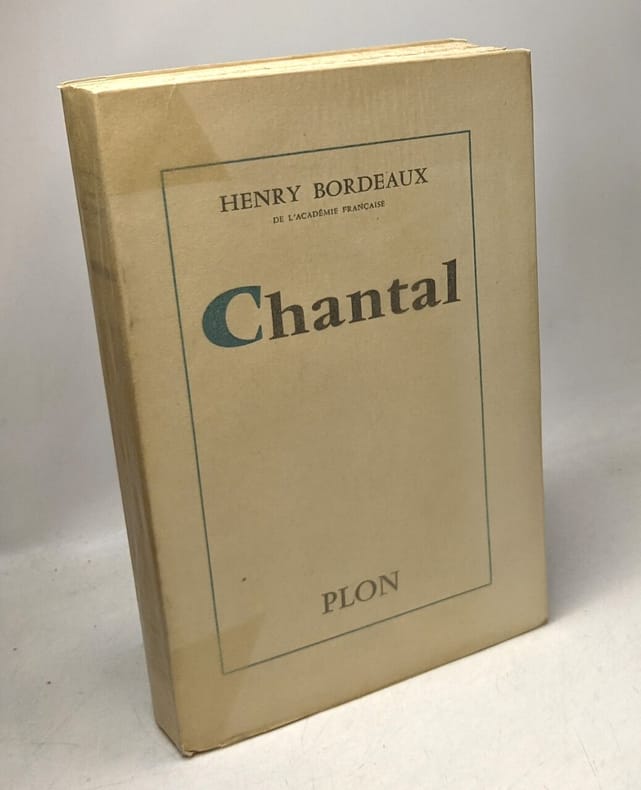 HENRY BORDEAUX
DE L'ACADÉMIE FRANÇAISE
Chantal
PLON